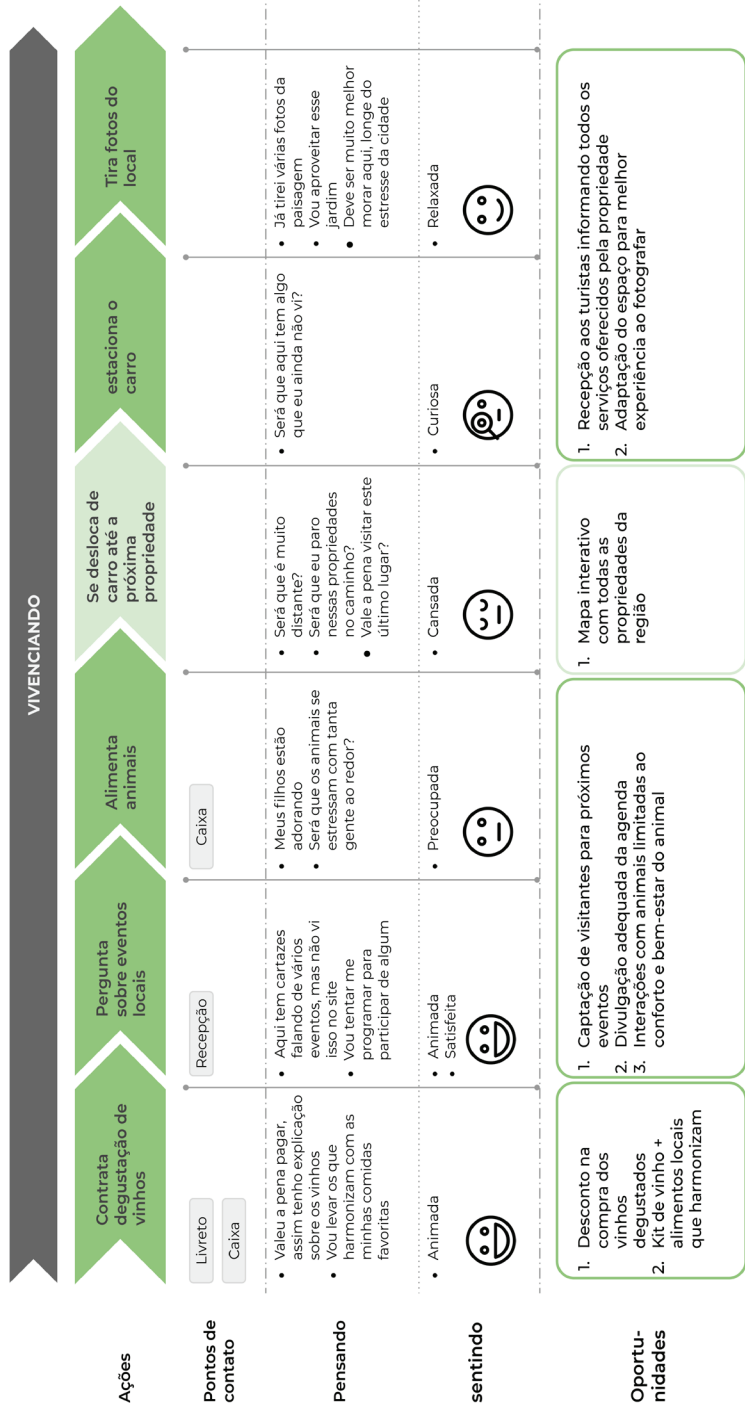 VIVENCIANDO
Ações
Contrata
degustação de
vinhos
Pergunta
sobre eventos
locais
Alimenta
animais
Se desloca de
carro até a
próxima
propriedade
estaciona o
carro
Tira fotos do
local
Pontos de
contato
Livreto
Caixa
Recepção
Caixa
Pensando
• Valeu a pena pagar,
assim tenho explicação
sobre os vinhos
• Vou levar os que
harmonizam com as
minhas comidas
favoritas
• Aqui tem cartazes
falando de vários
eventos, mas não vi
isso no site
• Vou tentar me
programar para
participar de algum
• Meus filhos estão
adorando
• Será que os animais se
estressam com tanta
gente ao redor?
• Será que é muito
distante?
• Será que eu paro
nessas propriedades
no caminho?
• Vale a pena visitar este
último lugar?
• Será que aqui tem algo
que eu ainda não vi?
• Já tirei várias fotos da
paisagem
• Vou aproveitar esse
jardim
• Deve ser muito melhor
morar aqui, longe do
estresse da cidade
sentindo
• Animada
• Animada
• Satisfeita
• Preocupada
• Cansada
• Curiosa
• Relaxada
Oportu-
nidades
1. Desconto na
compra dos
vinhos
degustados
2. Kit de vinho +
alimentos locais
que harmonizam
1. Captação de visitantes para próximos
eventos
2. Divulgação adequada da agenda
3. Interações com animais limitadas ao
conforto e bem-estar do animal
1. Mapa interativo
com todas as
propriedades da
região
1. Recepção aos turistas informando todos os
serviços oferecidos pela propriedade
2. Adaptação do espaço para melhor
experiência ao fotografar